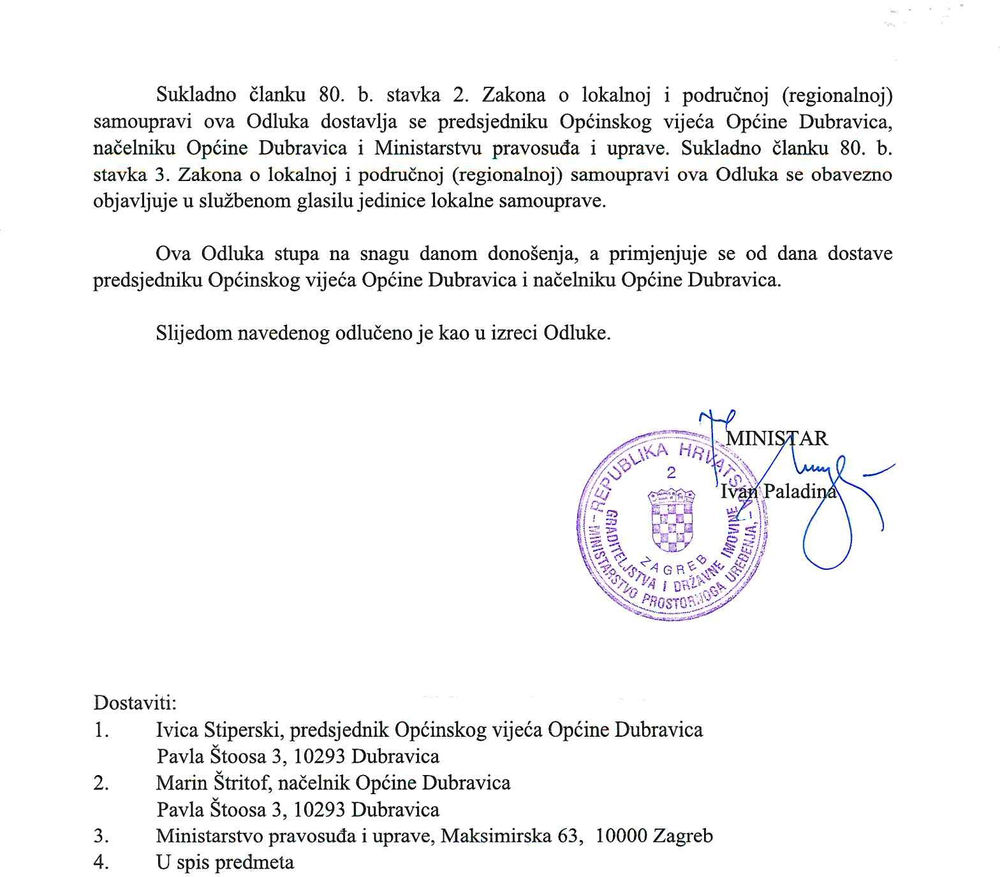 Sukladno članku 80. b. stavka 2. Zakona o lokalnoj i područnoj (regionalnoj)
samoupravi ova Odluka dostavlja se predsjedniku Općinskog vijeća Općine Dubravica,
načelniku Općine Dubravica i Ministarstvu pravosuđa i uprave. Sukladno članku 80. b.
stavka 3. Zakona o lokalnoj i područnoj (regionalnoj) samoupravi ova Odluka se obavezno
objavljuje u službenom glasilu jedinice lokalne samouprave.
Ova Odluka stupa na snagu danom donošenja, a primjenjuje se od dana dostave
predsjedniku Općinskog vijeća Općine Dubravica i načelniku Općine Dubravica.
Slijedom navedenog odlučeno je kao u izreci Odluke.
MINISTAR
Ivan Paladina
REPUBLIKA HRVATSKA
2
MINISTARSTVO PROSTORNOGA UREĐENJA,
GRADITELJSTVA I DRŽAVNE IMOVINE
ZAGREB
Dostaviti:
1. Ivica Stiperski, predsjednik Općinskog vijeća Općine Dubravica
Pavla Štoosa 3, 10293 Dubravica
2. Marin Štritof, načelnik Općine Dubravica
Pavla Štoosa 3, 10293 Dubravica
3. Ministarstvo pravosuđa i uprave, Maksimirska 63, 10000 Zagreb
4. U spis predmeta